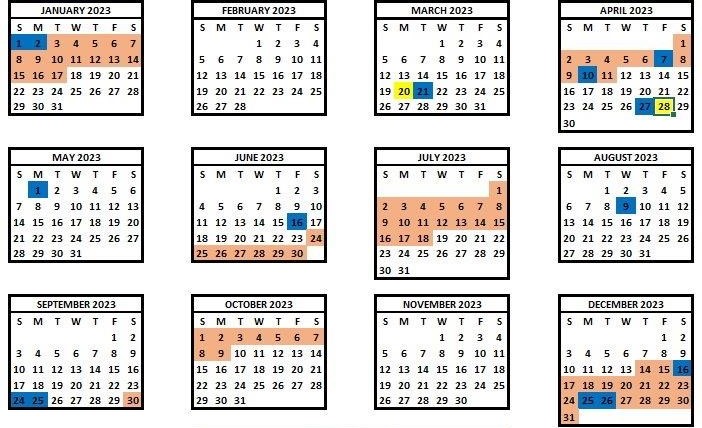 JANUARY 2023
S M T W T F S
1 2 3 4 5 6 7
8 9 10 11 12 13 14
15 16 17 18 19 20 21
22 23 24 25 26 27 28
29 30 31
FEBRUARY 2023
S M T W T F S
1 2 3 4
5 6 7 8 9 10 11
12 13 14 15 16 17 18
19 20 21 22 23 24 25
26 27 28
MARCH 2023
S M T W T F S
1 2 3 4
5 6 7 8 9 10 11
12 13 14 15 16 17 18
19 20 21 22 23 24 25
26 27 28 29 30 31
APRIL 2023
S M T W T F S
1
2 3 4 5 6 7 8
9 10 11 12 13 14 15
16 17 18 19 20 21 22
23 24 25 26 27 28 29
30
MAY 2023
S M T W T F S
1 2 3 4 5 6
7 8 9 10 11 12 13
14 15 16 17 18 19 20
21 22 23 24 25 26 27
28 29 30 31
JUNE 2023
S M T W T F S
1 2 3
4 5 6 7 8 9 10
11 12 13 14 15 16 17
18 19 20 21 22 23 24
25 26 27 28 29 30
JULY 2023
S M T W T F S
1
2 3 4 5 6 7 8
9 10 11 12 13 14 15
16 17 18 19 20 21 22
23 24 25 26 27 28 29
30 31
AUGUST 2023
S M T W T F S
1 2 3 4 5
6 7 8 9 10 11 12
13 14 15 16 17 18 19
20 21 22 23 24 25 26
27 28 29 30 31
SEPTEMBER 2023
S M T W T F S
1 2
3 4 5 6 7 8 9
10 11 12 13 14 15 16
17 18 19 20 21 22 23
24 25 26 27 28 29 30
OCTOBER 2023
S M T W T F S
1 2 3 4 5 6 7
8 9 10 11 12 13 14
15 16 17 18 19 20 21
22 23 24 25 26 27 28
29 30 31
NOVEMBER 2023
S M T W T F S
1 2 3 4
5 6 7 8 9 10 11
12 13 14 15 16 17 18
19 20 21 22 23 24 25
26 27 28 29 30
DECEMBER 2023
S M T W T F S
1 2
3 4 5 6 7 8 9
10 11 12 13 14 15 16
17 18 19 20 21 22 23
24 25 26 27 28 29 30
31